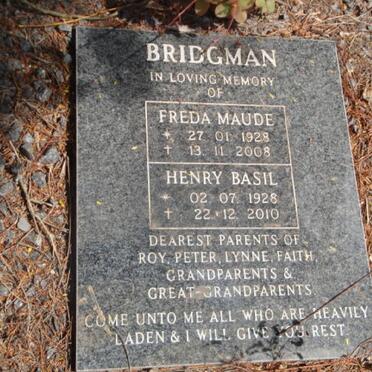 BRIDGMAN
IN LOVING MEMORY
OF
FREDA MAUDE
* 27. 01. 1928
† 13. 11. 2008
HENRY BASIL
* 02. 07. 1928
† 22. 12. 2010
DEAREST PARENTS OF
ROY, PETER, LYNNE, FAITH,
GRANDPARENTS &
GREAT-GRANDPARENTS
COME UNTO ME ALL WHO ARE HEAVILY
LADEN & I WILL GIVE YOU REST